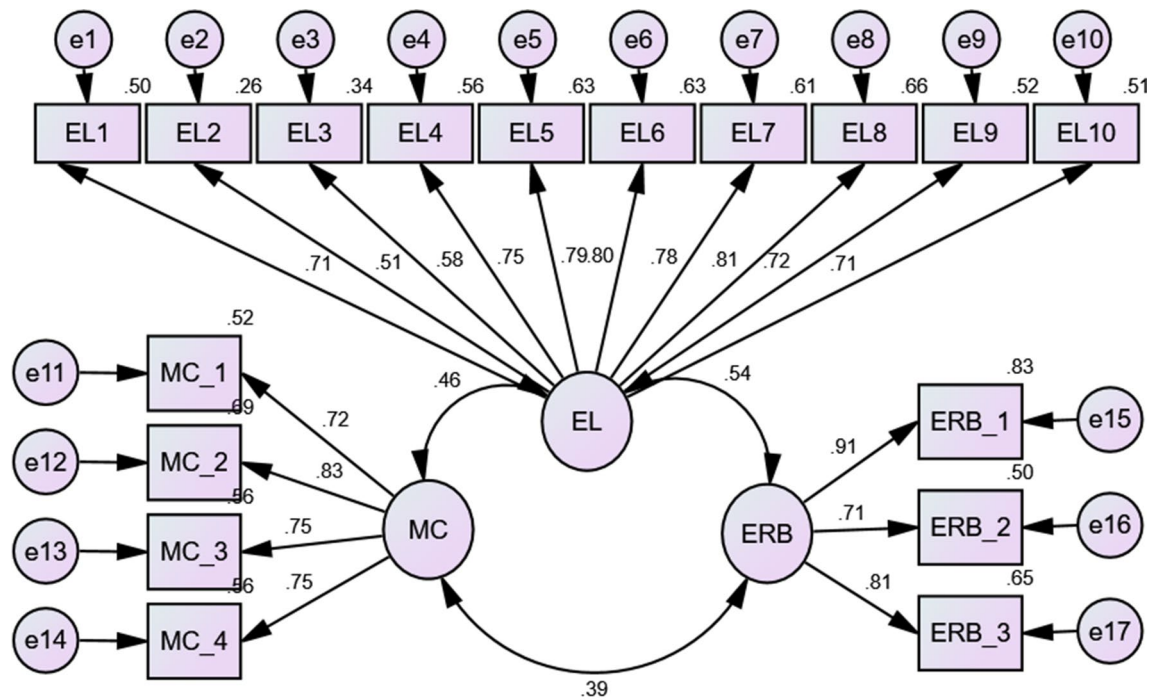 e1 e2 e3 e4 e5 e6 e7 e8 e9 e10
.50 .26 .34 .56 .63 .63 .61 .66 .52 .51
EL1 EL2 EL3 EL4 EL5 EL6 EL7 EL8 EL9 EL10
.71 .51 .58 .75 .79 .80 .78 .81 .72 .71
.46 EL .54
.52
e11 MC_1
.69
e12 MC_2
.56
e13 MC_3
.56
e14 MC_4
.72
.83
.75
.75
MC
ERB
.39
.91
.71
.81
.83
ERB_1 e15
.50
ERB_2 e16
.65
ERB_3 e17